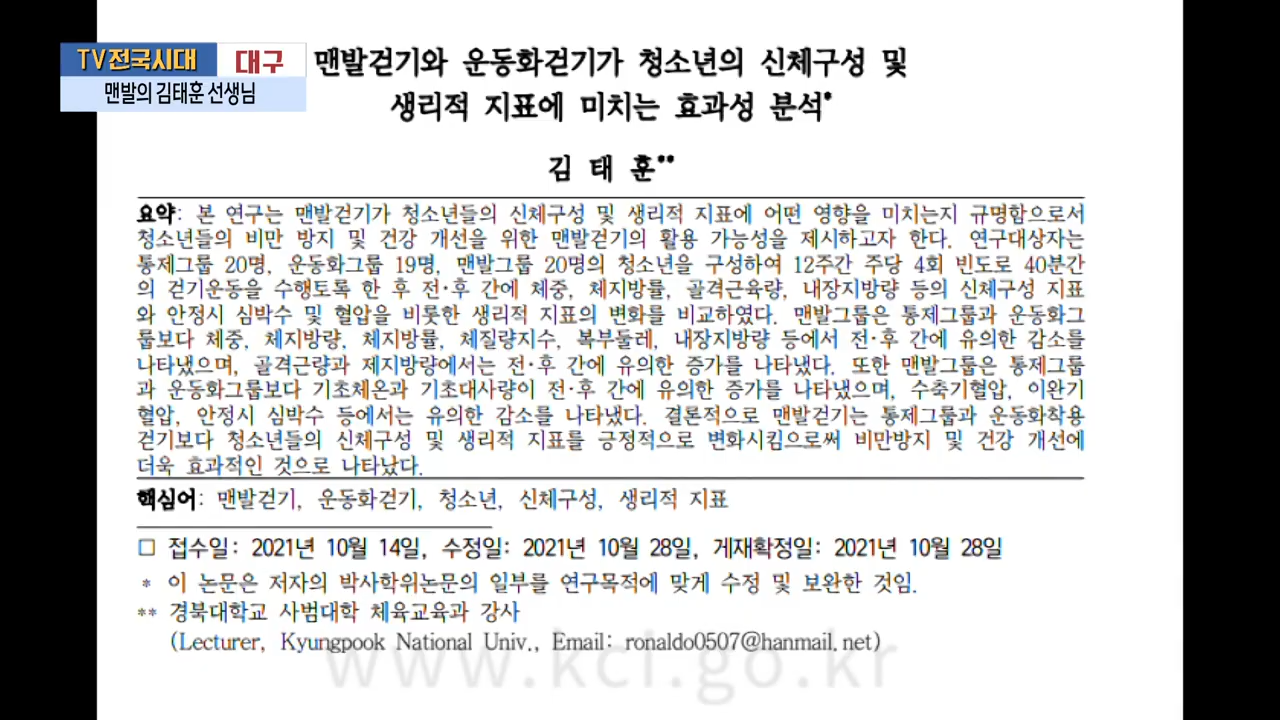 TV전국시대 대구
맨발의 김태훈 선생님
맨발걷기와 운동화걷기가 청소년의 신체구성 및
생리적 지표에 미치는 효과성 분석*
김 태 훈**
요약: 본 연구는 맨발걷기가 청소년들의 신체구성 및 생리적 지표에 어떤 영향을 미치는지 규명함으로서
청소년들의 비만 방지 및 건강 개선을 위한 맨발걷기의 활용 가능성을 제시하고자 한다. 연구대상자는
통제그룹 20명, 운동화그룹 19명, 맨발그룹 20명의 청소년을 구성하여 12주간 주당 4회 빈도로 40분간
의 걷기운동을 수행토록 한 후 전·후 간에 체중, 체지방률, 골격근육량, 내장지방량 등의 신체구성 지표
와 안정시 심박수 및 혈압을 비롯한 생리적 지표의 변화를 비교하였다. 맨발그룹은 통제그룹과 운동화그
룹보다 체중, 체지방량, 체지방률, 체질량지수, 복부둘레, 내장지방량 등에서 전·후 간에 유의한 감소를
나타냈으며, 골격근량과 제지방량에서는 전·후 간에 유의한 증가를 나타냈다. 또한 맨발그룹은 통제그룹
과 운동화그룹보다 기초체온과 기초대사량이 전·후 간에 유의한 증가를 나타냈으며, 수축기혈압, 이완기
혈압, 안정시 심박수 등에서는 유의한 감소를 나타냈다. 결론적으로 맨발걷기는 통제그룹과 운동화착용
걷기보다 청소년들의 신체구성 및 생리적 지표를 긍정적으로 변화시킴으로써 비만방지 및 건강 개선에
더욱 효과적인 것으로 나타났다.
핵심어: 맨발걷기, 운동화걷기, 청소년, 신체구성, 생리적 지표
□ 접수일: 2021년 10월 14일, 수정일: 2021년 10월 28일, 게재확정일: 2021년 10월 28일
* 이 논문은 저자의 박사학위논문의 일부를 연구목적에 맞게 수정 및 보완한 것임.
** 경북대학교 사범대학 체육교육과 강사
(Lecturer, Kyungpook National Univ., Email: ronaldo0507@hanmail.net)
www.kci.go.kr